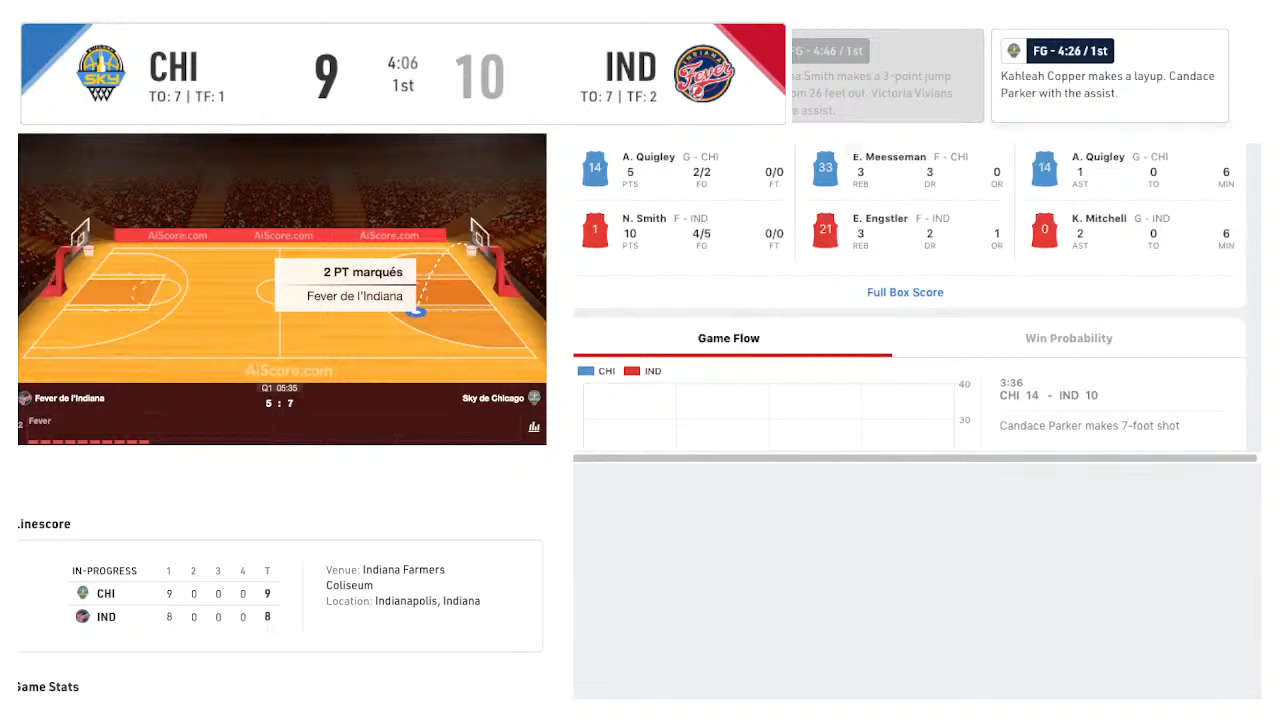 CHI
TO: 7 | TF: 1
9
4:06
1st
10
IND
TO: 7 | TF: 2
FG - 4:46 / 1st
a Smith makes a 3-point jump
om 26 feet out. Victoria Vivians
e assist.
FG - 4:26 / 1st
Kahleah Copper makes a layup. Candace
Parker with the assist.
SKY
INDIANA
Fever
14
A. Quigley G - CHI
5 2/2 0/0
PTS FG FT
33
E. Meesseman F - CHI
3 3 0
REB DR OR
14
A. Quigley G - CHI
1 0 6
AST TO MIN
1
N. Smith F - IND
10 4/5 0/0
PTS FG FT
21
E. Engstler F - IND
3 2 1
REB DR OR
0
K. Mitchell G - IND
2 0 6
AST TO MIN
Full Box Score
Game Flow
Win Probability
CHI IND
40
30
3:36
CHI 14 - IND 10
Candace Parker makes 7-foot shot
AiScore.com AiScore.com AiScore.com
2 PT marqués
Fever de l'Indiana
AiScore.com
Q1 05:35
Fever de l'Indiana
5 : 7
Sky de Chicago
2 Fever
Linescore
IN-PROGRESS 1 2 3 4 T
CHI 9 0 0 0 9
IND 8 0 0 0 8
Venue: Indiana Farmers
Coliseum
Location: Indianapolis, Indiana
Game Stats